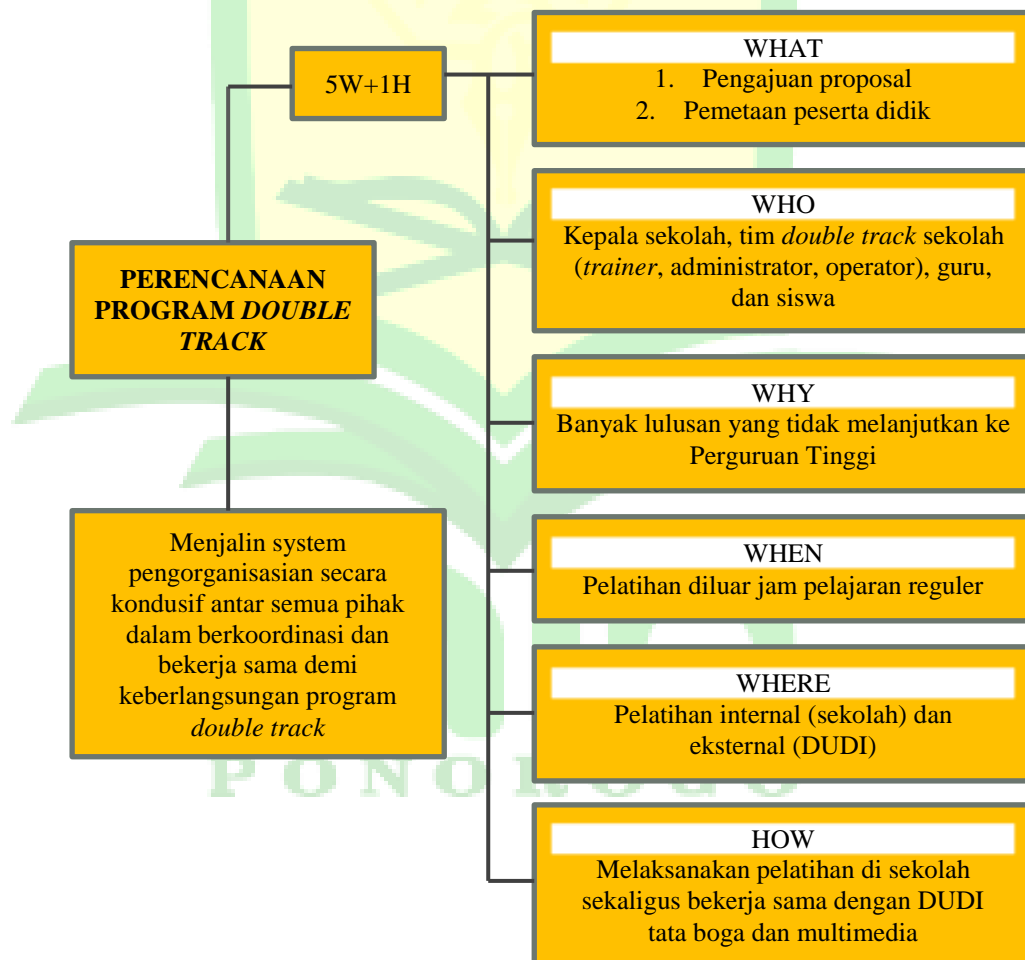 5W+1H
PERENCANAAN
PROGRAM DOUBLE
TRACK
Menjalin system
pengorganisasian secara
kondusif antar semua pihak
dalam berkoordinasi dan
bekerja sama demi
keberlangsungan program
double track
WHAT
1. Pengajuan proposal
2. Pemetaan peserta didik
WHO
Kepala sekolah, tim double track sekolah
(trainer, administrator, operator), guru,
dan siswa
WHY
Banyak lulusan yang tidak melanjutkan ke
Perguruan Tinggi
WHEN
Pelatihan diluar jam pelajaran reguler
WHERE
Pelatihan internal (sekolah) dan
eksternal (DUDI)
HOW
Melaksanakan pelatihan di sekolah
sekaligus bekerja sama dengan DUDI
tata boga dan multimedia
PONOROGO